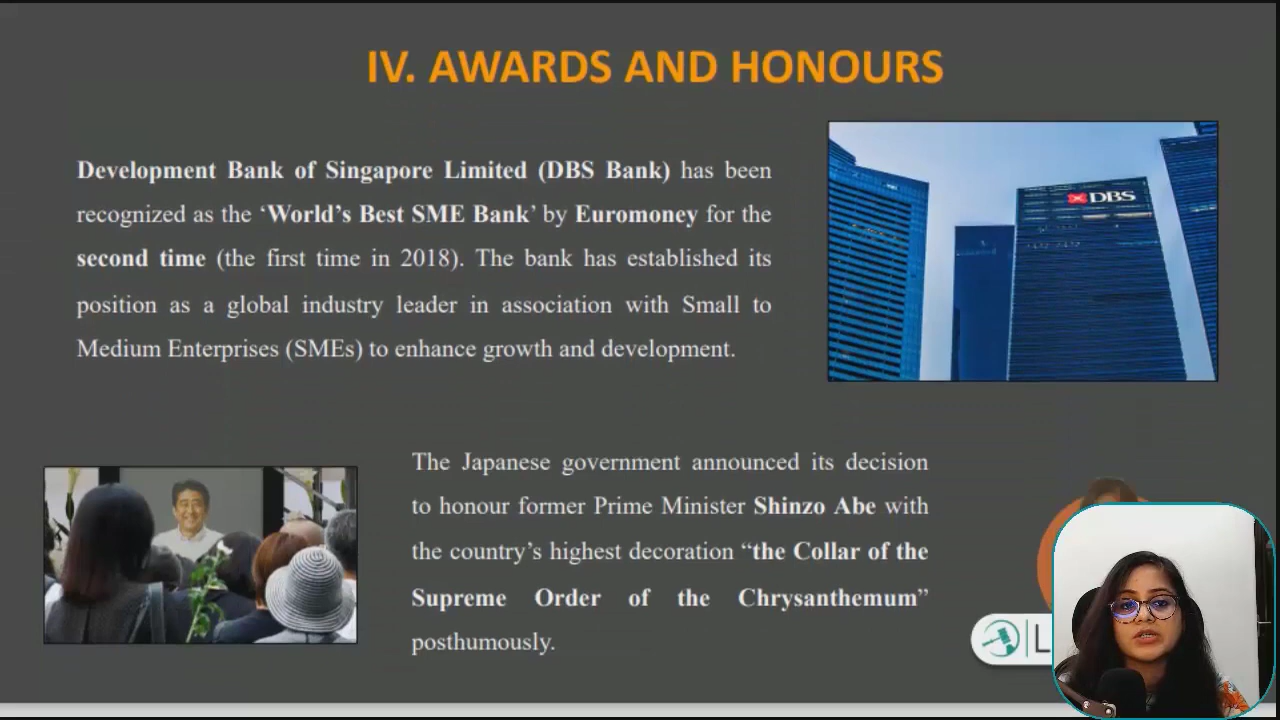 IV. AWARDS AND HONOURS
Development Bank of Singapore Limited (DBS Bank) has been
recognized as the ‘World’s Best SME Bank’ by Euromoney for the
second time (the first time in 2018). The bank has established its
position as a global industry leader in association with Small to
Medium Enterprises (SMEs) to enhance growth and development.
DBS
The Japanese government announced its decision
to honour former Prime Minister Shinzo Abe with
the country’s highest decoration “the Collar of the
Supreme Order of the Chrysanthemum”
posthumously.
L